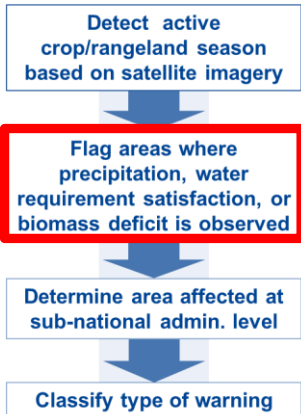 Detect active
crop/rangeland season
based on satellite imagery
Flag areas where
precipitation, water
requirement satisfaction, or
biomass deficit is observed
Determine area affected at
sub-national admin. level
Classify type of warning